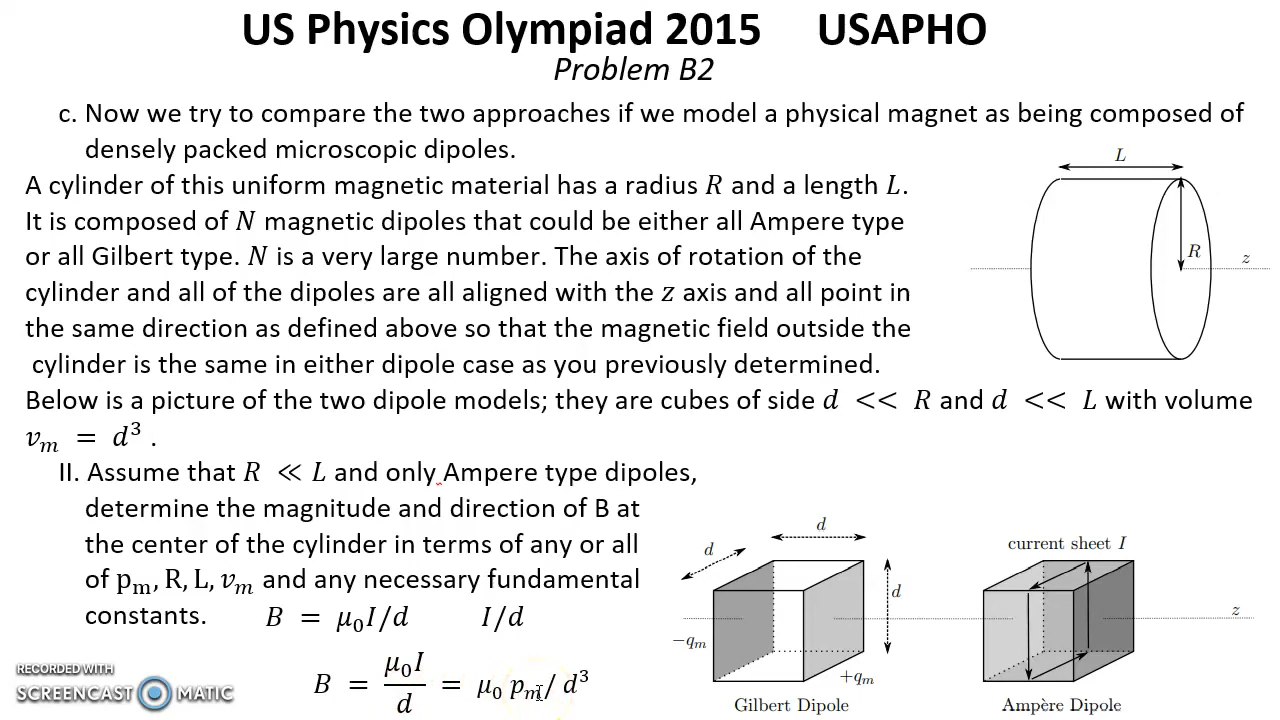 US Physics Olympiad 2015 USAPHO
Problem B2
c. Now we try to compare the two approaches if we model a physical magnet as being composed of
densely packed microscopic dipoles.
A cylinder of this uniform magnetic material has a radius R and a length L.
It is composed of N magnetic dipoles that could be either all Ampere type
or all Gilbert type. N is a very large number. The axis of rotation of the
cylinder and all of the dipoles are all aligned with the z axis and all point in
the same direction as defined above so that the magnetic field outside the
cylinder is the same in either dipole case as you previously determined.
L
R
z
Below is a picture of the two dipole models; they are cubes of side d << R and d << L with volume
vₘ = d³ .
II. Assume that R ≪ L and only Ampere type dipoles,
determine the magnitude and direction of B at
the center of the cylinder in terms of any or all
of pₘ, R, L, vₘ and any necessary fundamental
constants. B = μ₀I/d I/d
B = μ₀I/d = μ₀ pₘ/ d³
d
d
d
−qₘ
+qₘ
Gilbert Dipole
current sheet I
z
Ampère Dipole
RECORDED WITH
SCREENCAST MATIC